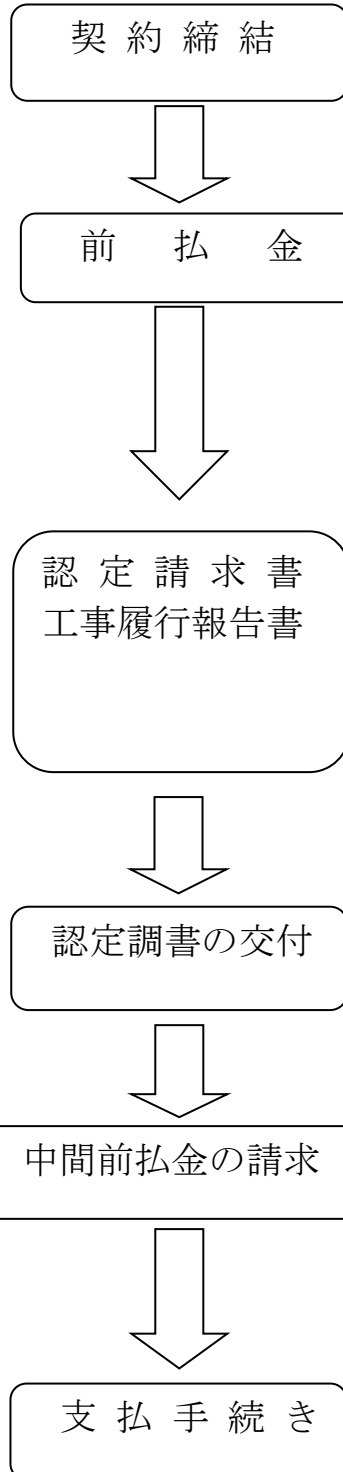 契約締結
前払金
認定請求書
工事履行報告書
認定調書の交付
中間前払金の請求
支払手続き